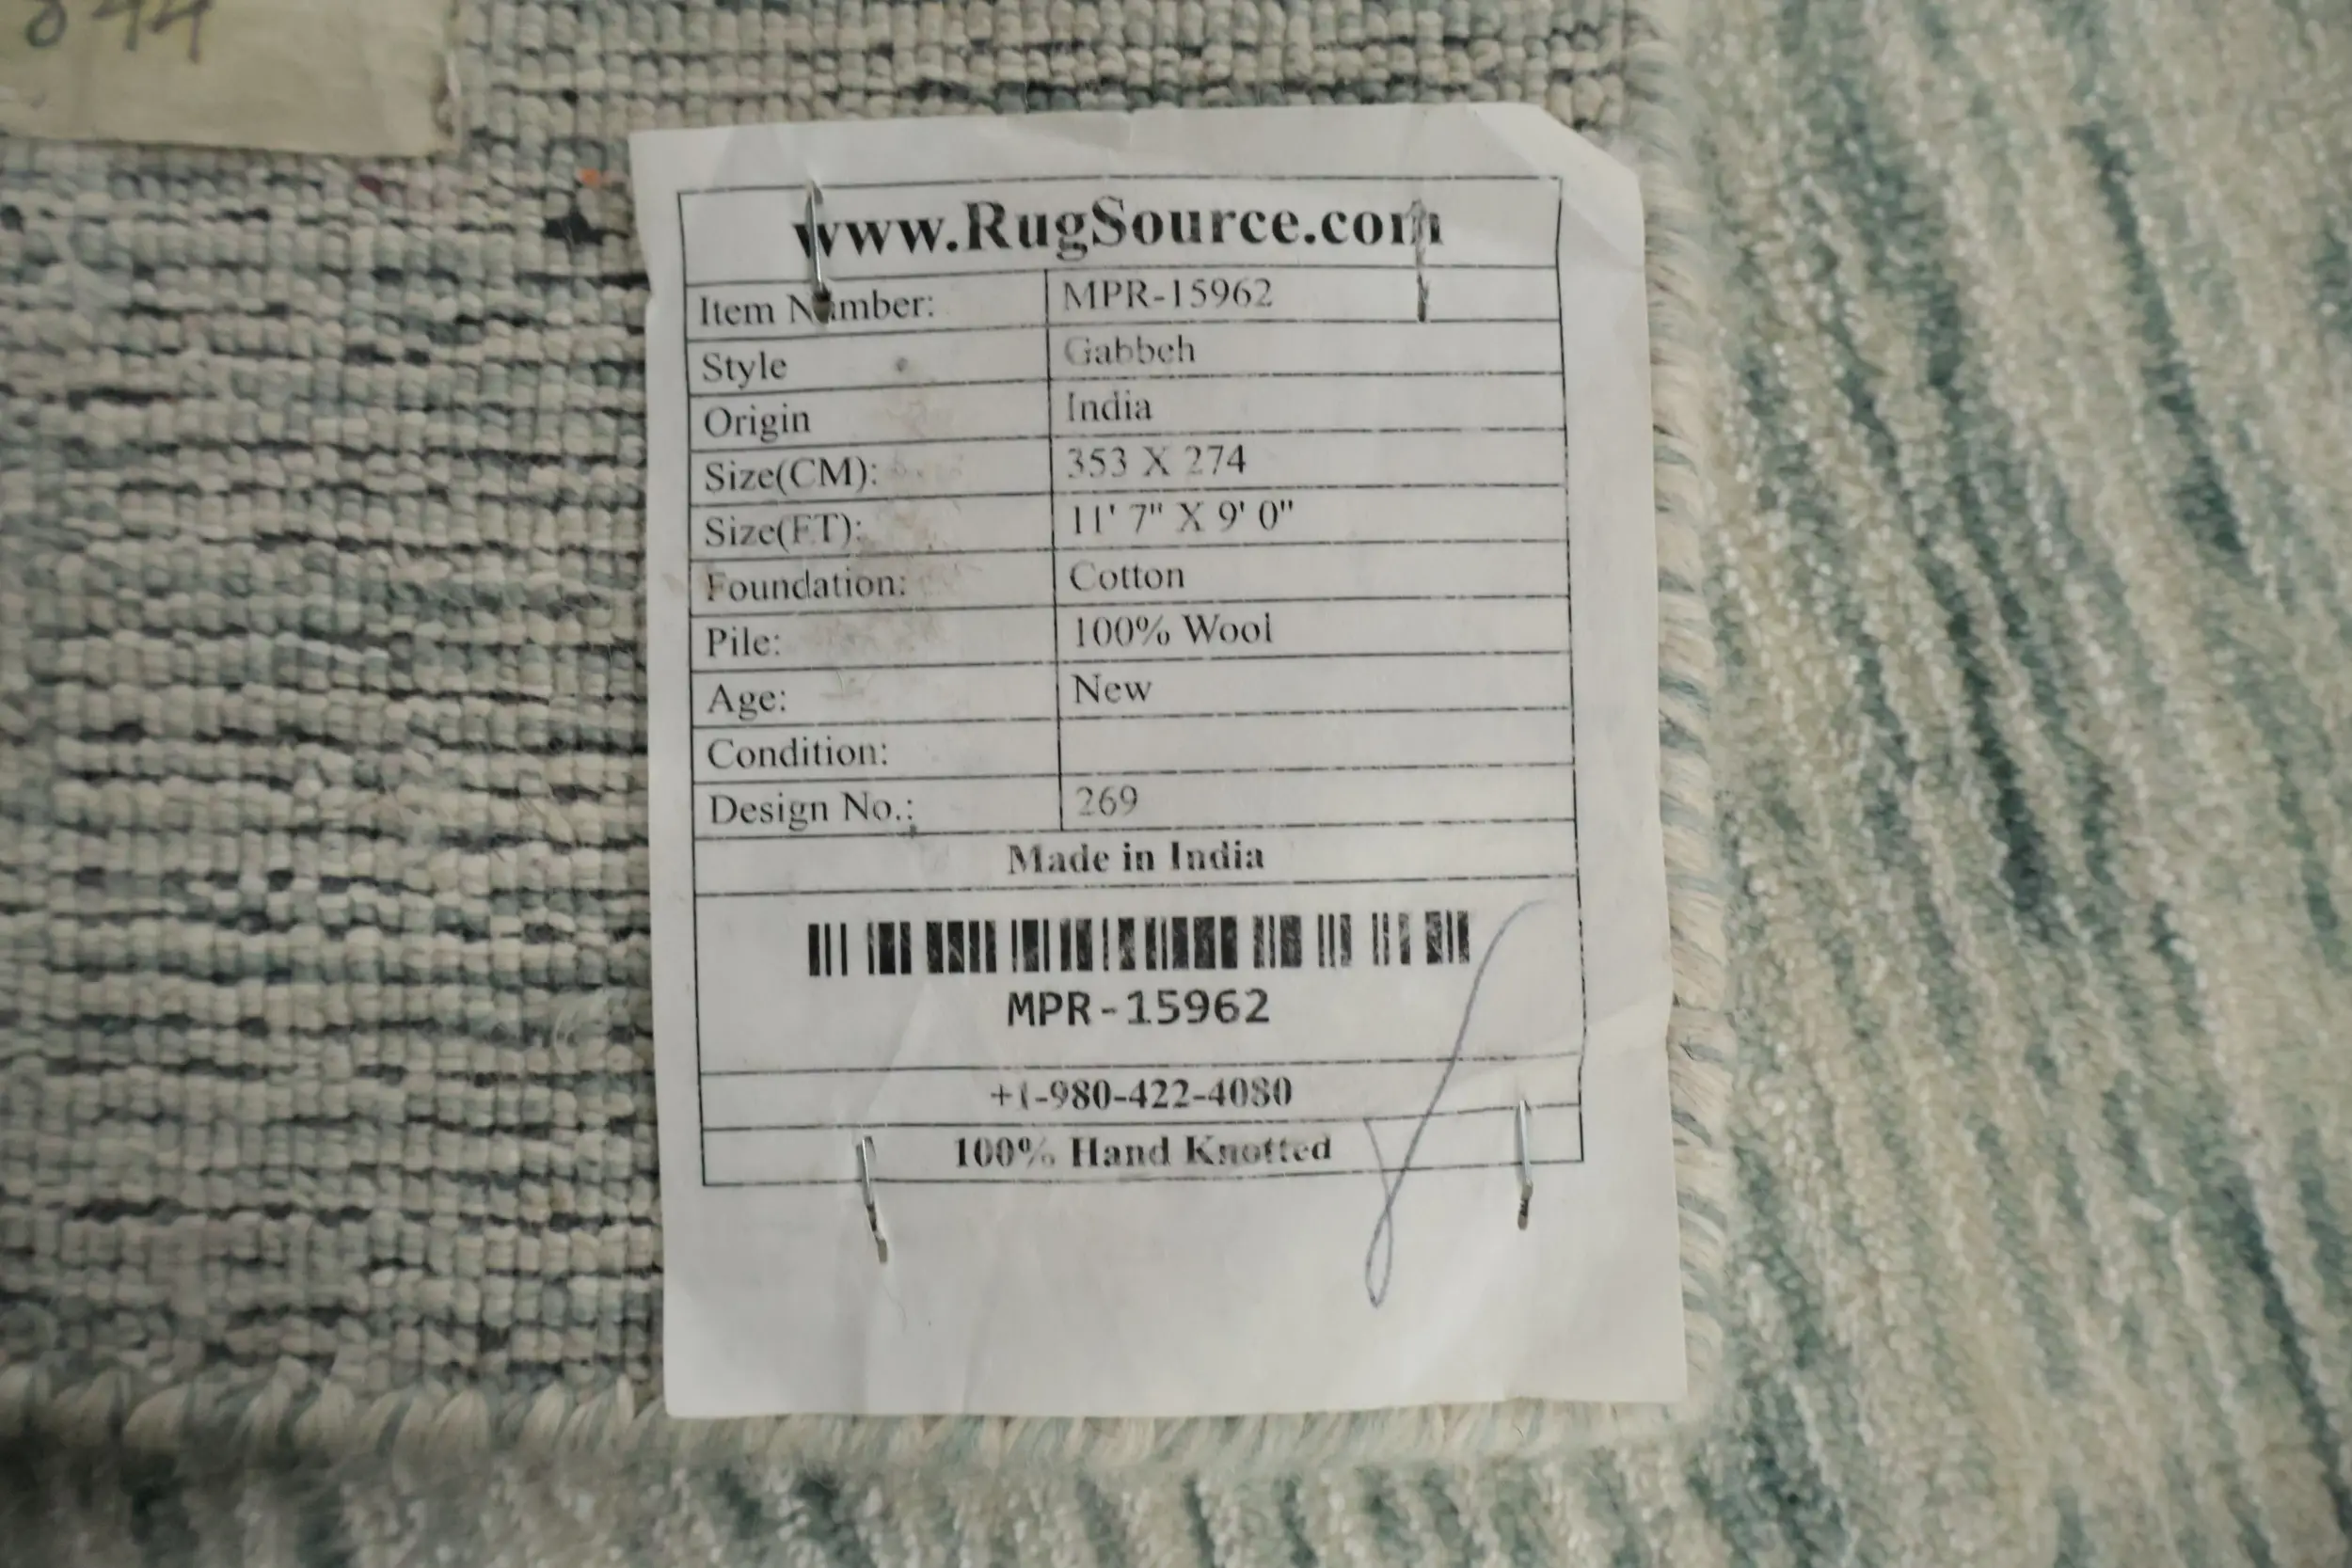 844
www.RugSource.com
Item Number: MPR-15962
Style Gabbeh
Origin India
Size(CM): 353 X 274
Size(FT): 11' 7" X 9' 0"
Foundation: Cotton
Pile: 100% Wool
Age: New
Condition:
Design No.: 269
Made in India
MPR-15962
+1-980-422-4080
100% Hand Knotted